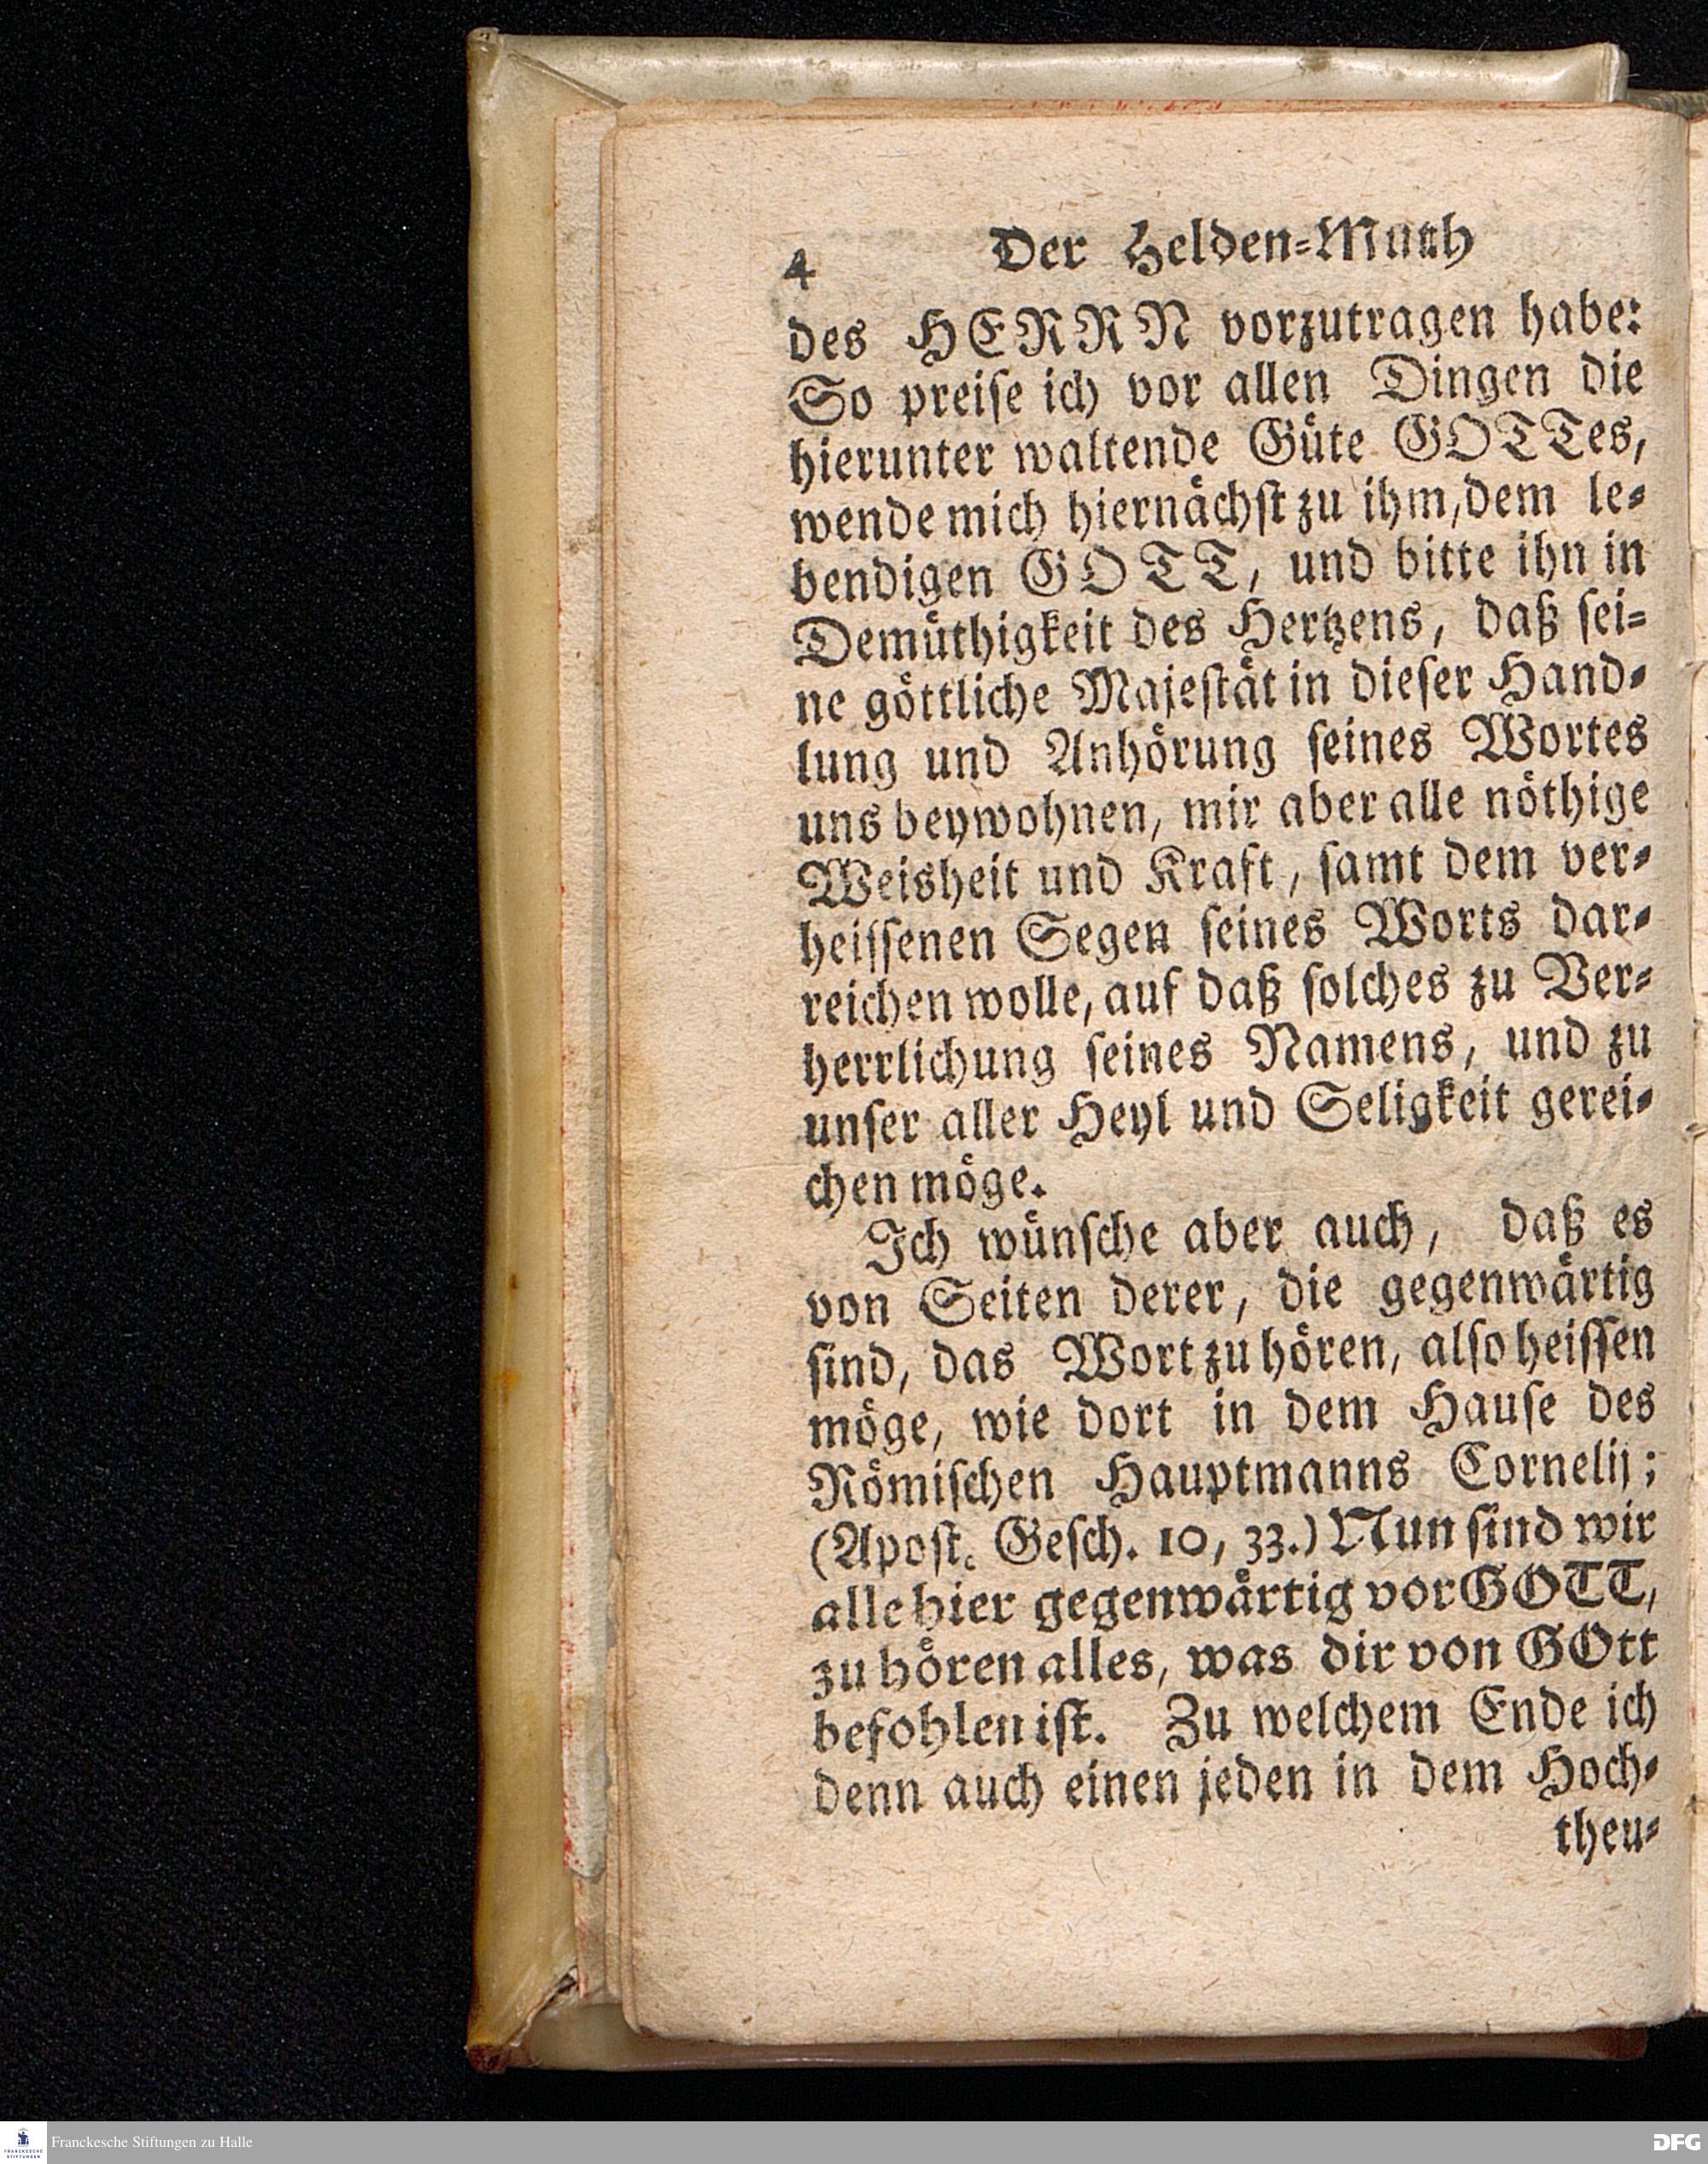 4 Der Helden-Muth
des HERRN vorzutragen habe:
So preiſe ich vor allen Dingen die
hierunter waltende Güte GOTTes,
wende mich hiernächſt zu ihm, dem le-
bendigen GOTT, und bitte ihn in
Demüthigkeit des Hertzens, daß ſei-
ne göttliche Majeſtät in dieſer Hand-
lung und Anhörung ſeines Wortes
uns beywohnen, mir aber alle nöthige
Weisheit und Kraft, ſamt dem ver-
heiſſenen Segen ſeines Worts dar-
reichen wolle, auf daß ſolches zu Ver-
herrlichung ſeines Namens, und zu
unſer aller Heyl und Seligkeit gerei-
chen möge.
Ich wünſche aber auch, daß es
von Seiten derer, die gegenwärtig
ſind, das Wort zu hören, alſo heiſſen
möge, wie dort in dem Hauſe des
Römiſchen Hauptmanns Cornelij;
(Apoſt. Geſch. 10, 33.) Nun ſind wir
alle hier gegenwärtig vor GOTT,
zu hören alles, was dir von GOtt
befohlen iſt. Zu welchem Ende ich
denn auch einen jeden in dem Hoch-
theu-
FRANCKESCHE
STIFTUNGEN
Franckesche Stiftungen zu Halle
DFG